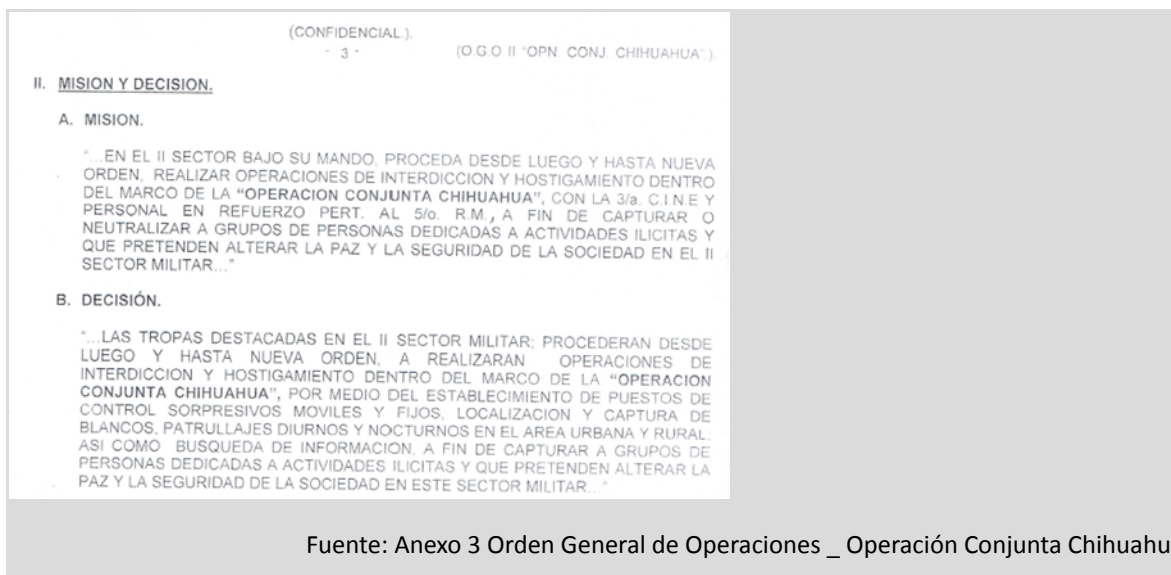 (CONFIDENCIAL.).
- 3 -
(O.G.O II "OPN CONJ. CHIHUAHUA".).
II. MISION Y DECISION.
A. MISION.
"...EN EL II SECTOR BAJO SU MANDO, PROCEDA DESDE LUEGO Y HASTA NUEVA
ORDEN, REALIZAR OPERACIONES DE INTERDICCION Y HOSTIGAMIENTO DENTRO
DEL MARCO DE LA "OPERACION CONJUNTA CHIHUAHUA", CON LA 3/a. C.I.N.E Y
PERSONAL EN REFUERZO PERT. AL 5/o. R.M., A FIN DE CAPTURAR O
NEUTRALIZAR A GRUPOS DE PERSONAS DEDICADAS A ACTIVIDADES ILICITAS Y
QUE PRETENDEN ALTERAR LA PAZ Y LA SEGURIDAD DE LA SOCIEDAD EN EL II
SECTOR MILITAR..."
B. DECISIÓN.
"...LAS TROPAS DESTACADAS EN EL II SECTOR MILITAR; PROCEDERAN DESDE
LUEGO Y HASTA NUEVA ORDEN, A REALIZARAN OPERACIONES DE
INTERDICCION Y HOSTIGAMIENTO DENTRO DEL MARCO DE LA "OPERACION
CONJUNTA CHIHUAHUA", POR MEDIO DEL ESTABLECIMIENTO DE PUESTOS DE
CONTROL SORPRESIVOS MOVILES Y FIJOS, LOCALIZACION Y CAPTURA DE
BLANCOS, PATRULLAJES DIURNOS Y NOCTURNOS EN EL AREA URBANA Y RURAL;
ASI COMO BUSQUEDA DE INFORMACION, A FIN DE CAPTURAR A GRUPOS DE
PERSONAS DEDICADAS A ACTIVIDADES ILICITAS Y QUE PRETENDEN ALTERAR LA
PAZ Y LA SEGURIDAD DE LA SOCIEDAD EN ESTE SECTOR MILITAR..."
Fuente: Anexo 3 Orden General de Operaciones _ Operación Conjunta Chihuahu